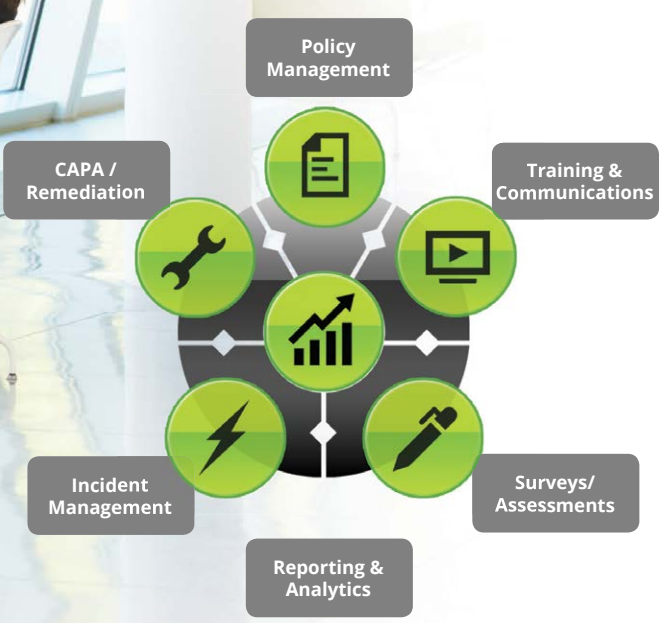 Policy
Management
CAPA /
Remediation
Training &
Communications
Incident
Management
Surveys/
Assessments
Reporting &
Analytics